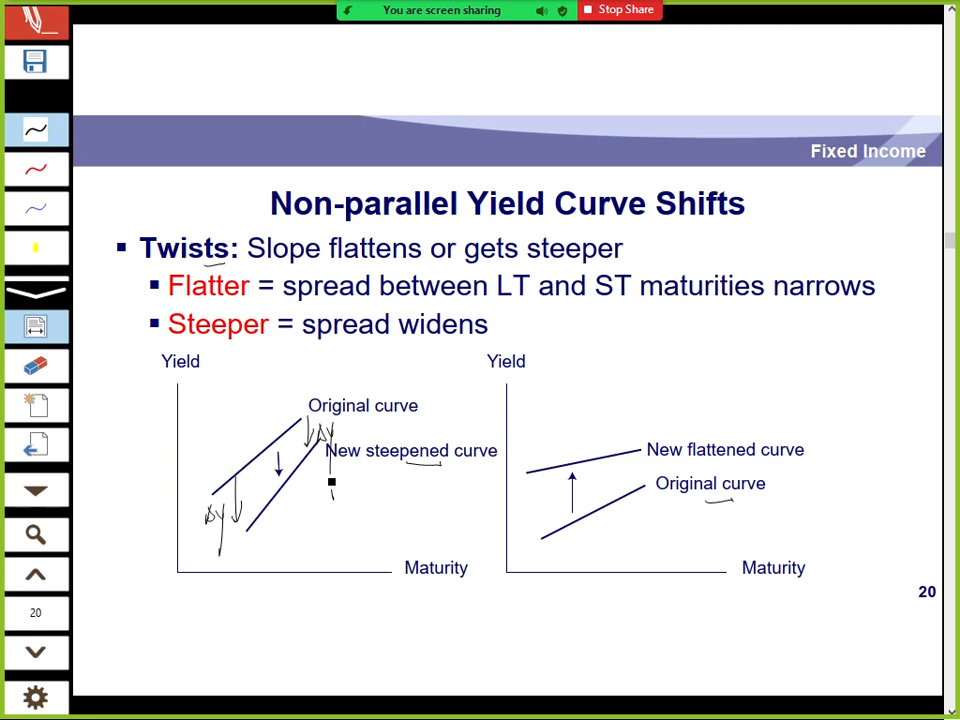 You are screen sharing
Stop Share
Fixed Income
Non-parallel Yield Curve Shifts
▪ Twists: Slope flattens or gets steeper
▪ Flatter = spread between LT and ST maturities narrows
▪ Steeper = spread widens
Yield
Original curve
Δy
New steepened curve
Δy
Maturity
Yield
New flattened curve
Original curve
Maturity
20
20